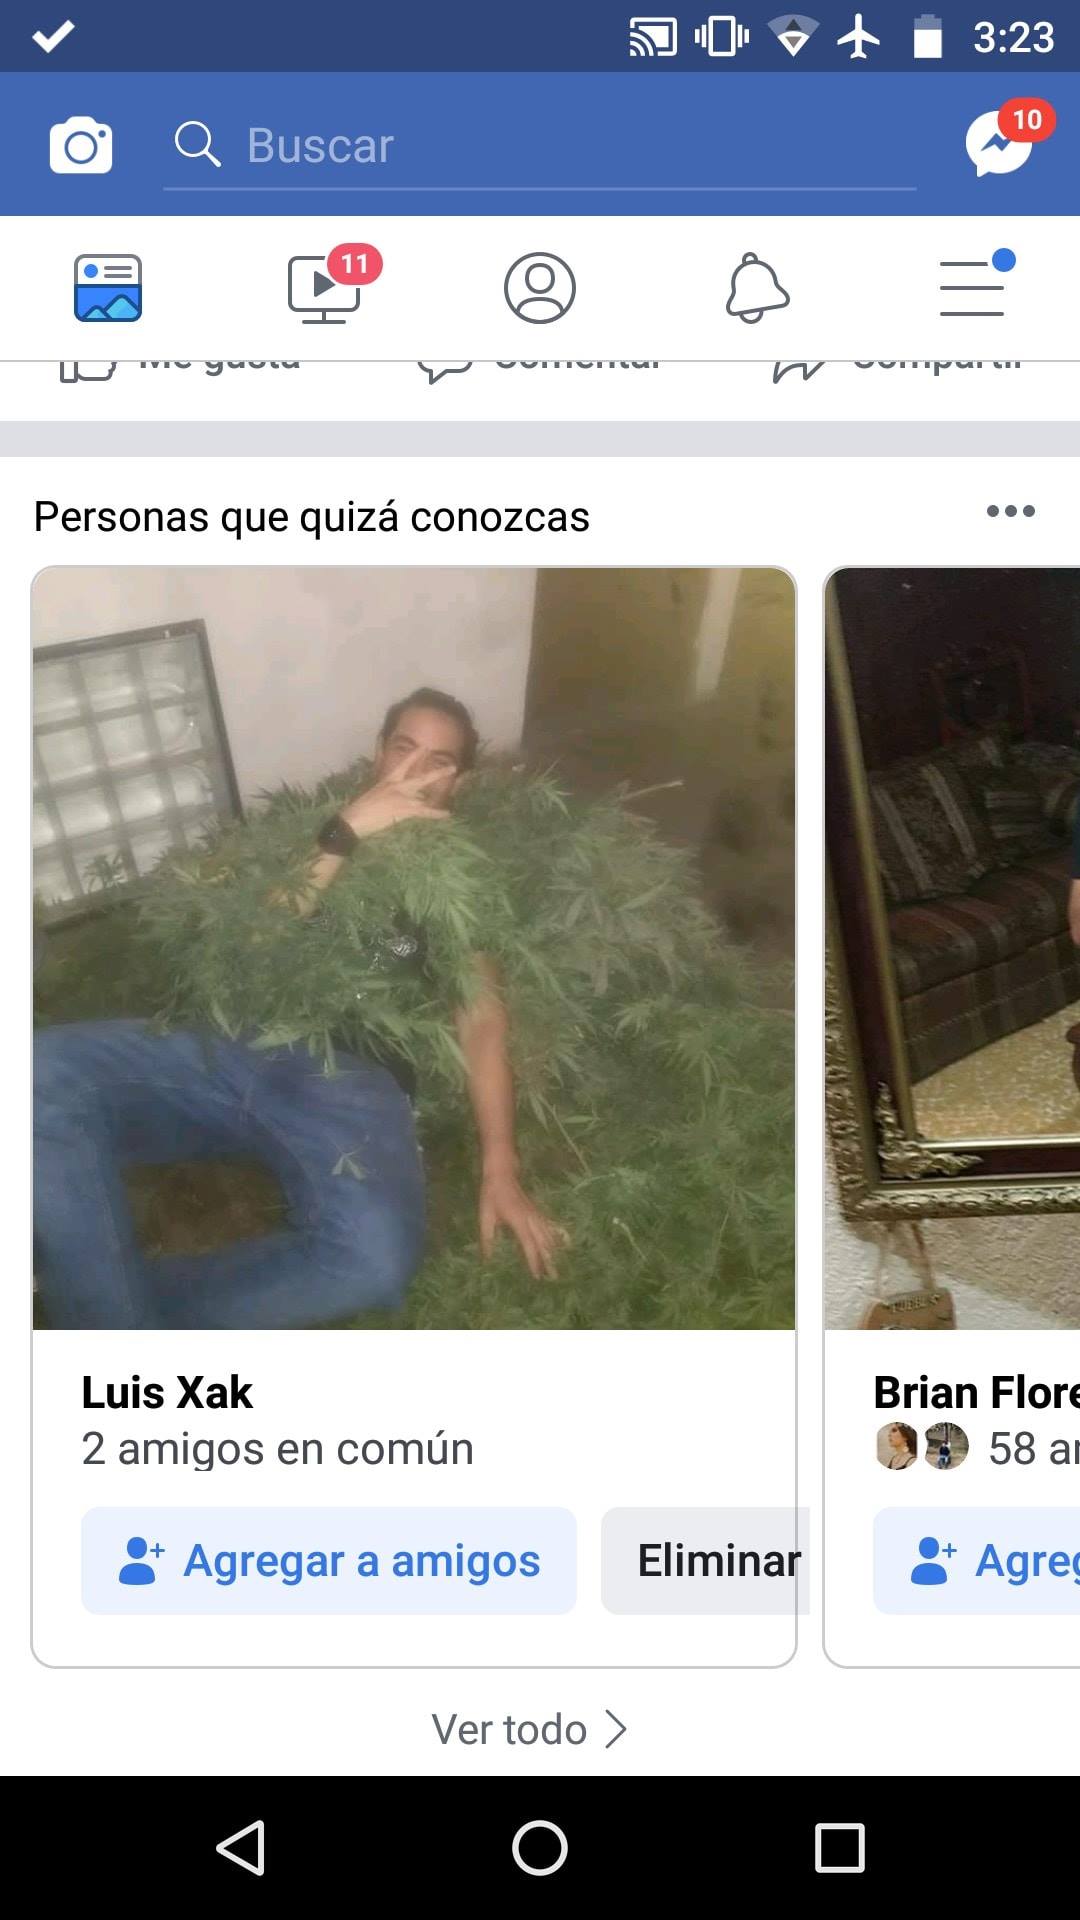 3:23
Buscar
10
11
Me gusta Comentar Compartir
Personas que quizá conozcas
Luis Xak
2 amigos en común
Agregar a amigos
Eliminar
Brian Flore
58 a
Agreg
Ver todo